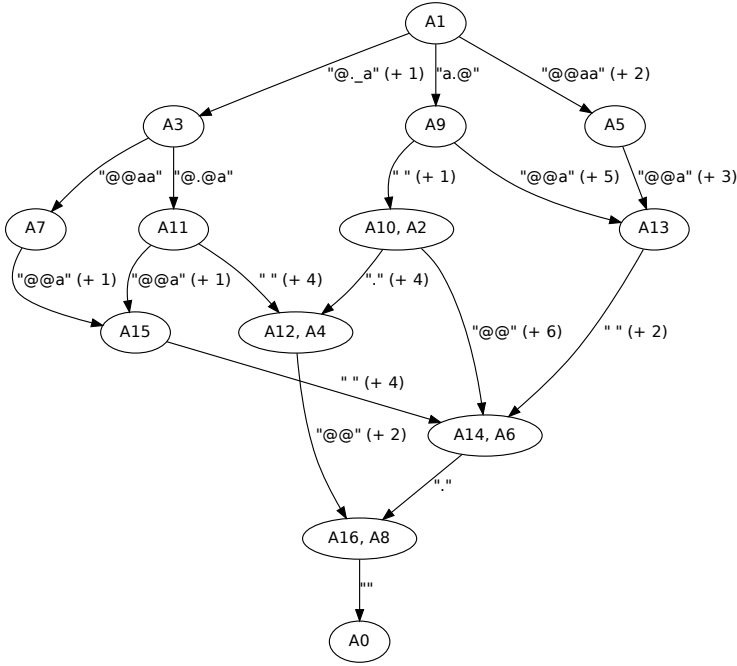 A1
"@._a" (+ 1)
"a.@"
"@@aa" (+ 2)
A3
A9
A5
"@@aa"
"@.@a"
" " (+ 1)
"@@a" (+ 5)
"@@a" (+ 3)
A7
A11
A10, A2
A13
"@@a" (+ 1)
"@@a" (+ 1)
" " (+ 4)
"." (+ 4)
A15
A12, A4
"@@" (+ 6)
" " (+ 2)
" " (+ 4)
"@@" (+ 2)
A14, A6
"."
A16, A8
""
A0